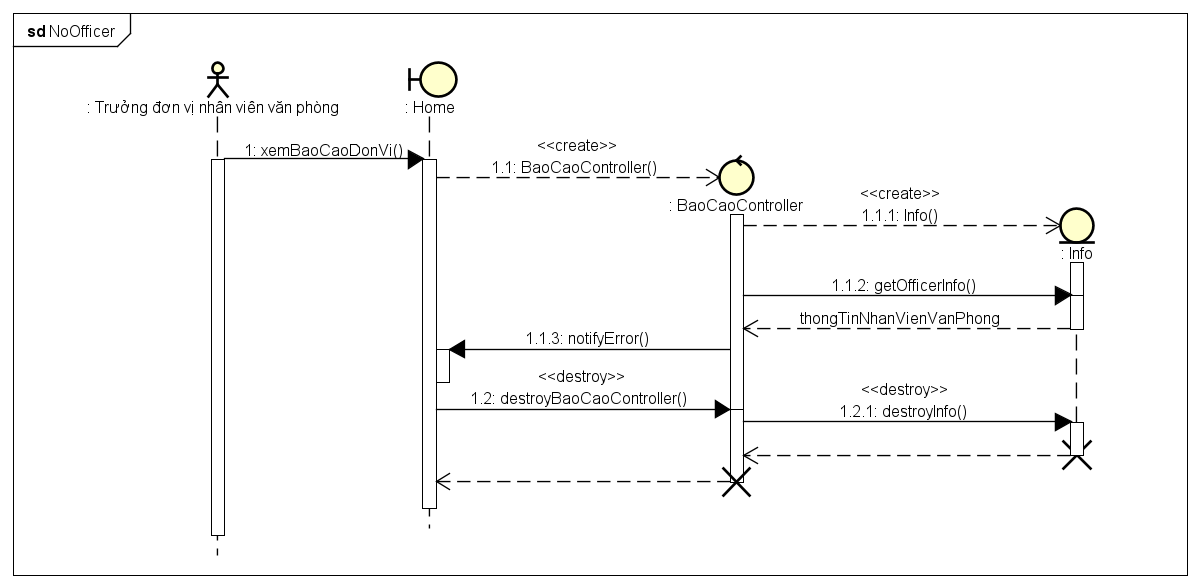 sd NoOfficer
: Trưởng đơn vị nhân viên văn phòng
: Home
1: xemBaoCaoDonVi()
<<create>>
1.1: BaoCaoController()
: BaoCaoController
<<create>>
1.1.1: Info()
: Info
1.1.2: getOfficerInfo()
thongTinNhanVienVanPhong
1.1.3: notifyError()
<<destroy>>
1.2: destroyBaoCaoController()
<<destroy>>
1.2.1: destroyInfo()